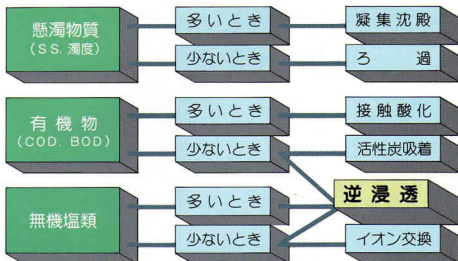 懸濁物質
(SS. 濁度)
多いとき
凝集沈殿
少ないとき
ろ過
有機物
(COD. BOD)
多いとき
接触酸化
少ないとき
活性炭吸着
無機塩類
多いとき
逆浸透
少ないとき
イオン交換